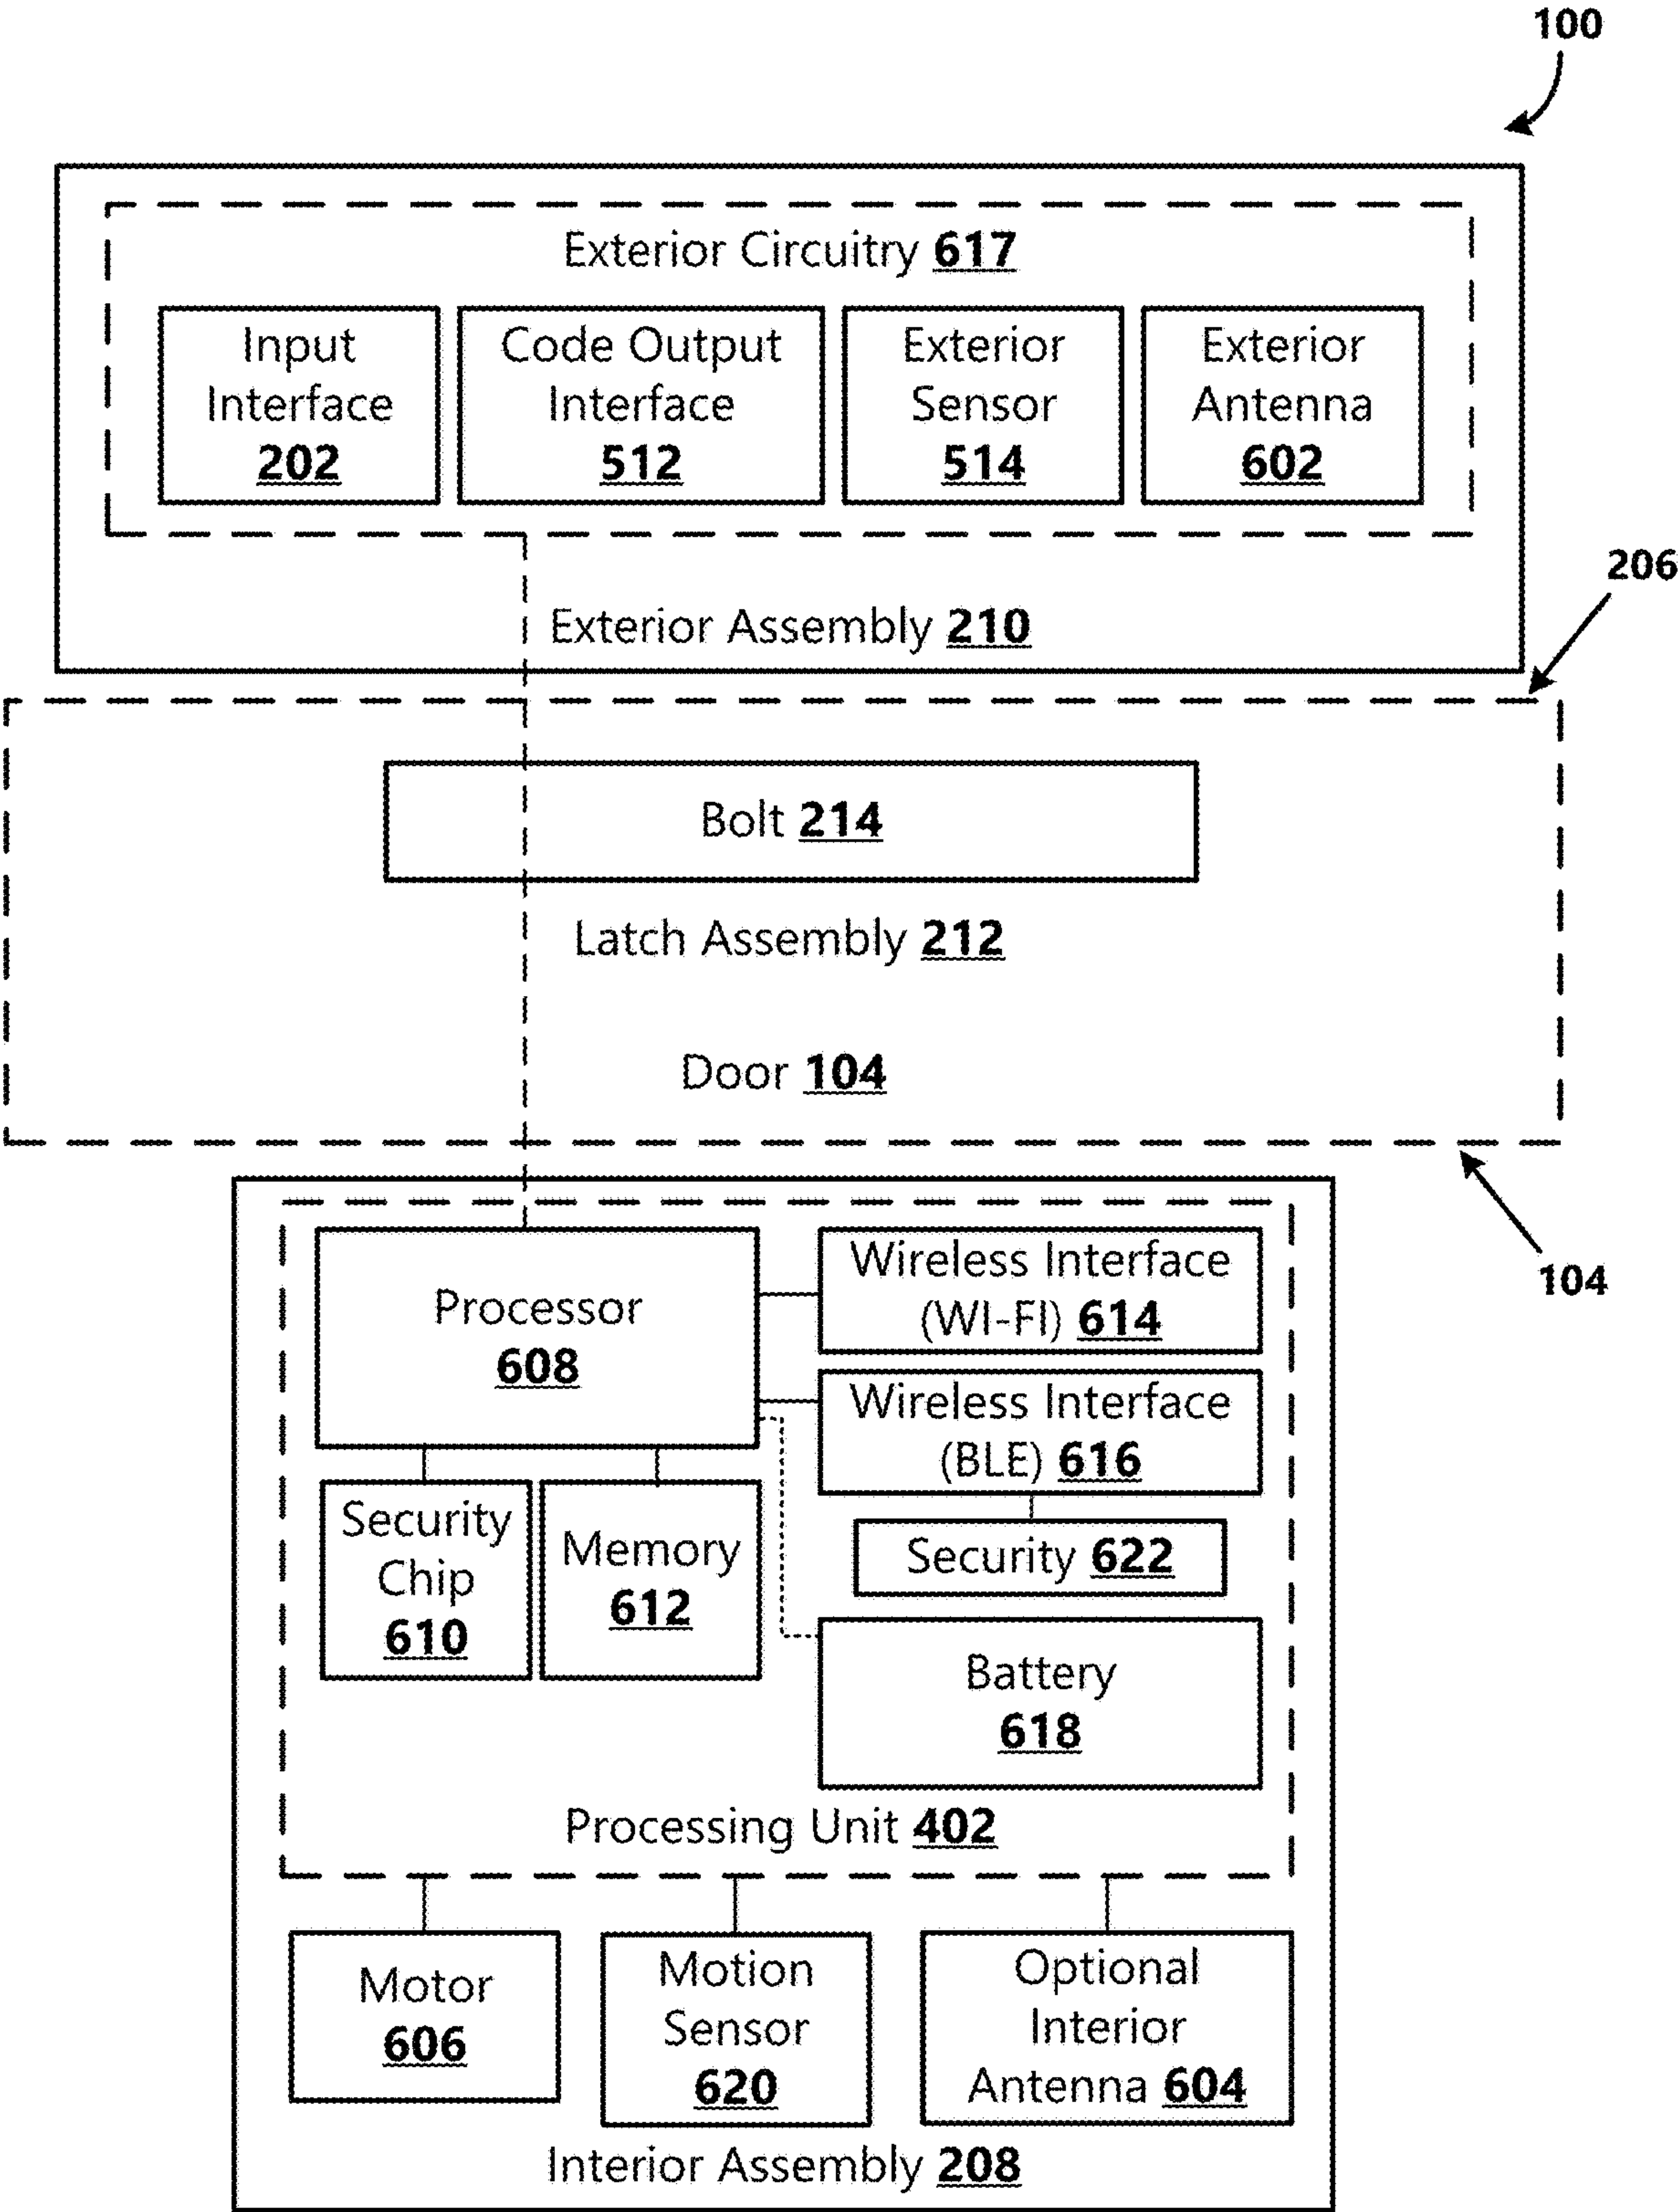 100
Exterior Circuitry 617
Input
Interface
202
Code Output
Interface
512
Exterior
Sensor
514
Exterior
Antenna
602
206
Exterior Assembly 210
Bolt 214
Latch Assembly 212
Door 104
104
Processor
608
Wireless Interface
(WI-FI) 614
Wireless Interface
(BLE) 616
Security
Chip
610
Memory
612
Security 622
Battery
618
Processing Unit 402
Motor
606
Motion
Sensor
620
Optional
Interior
Antenna 604
Interior Assembly 208